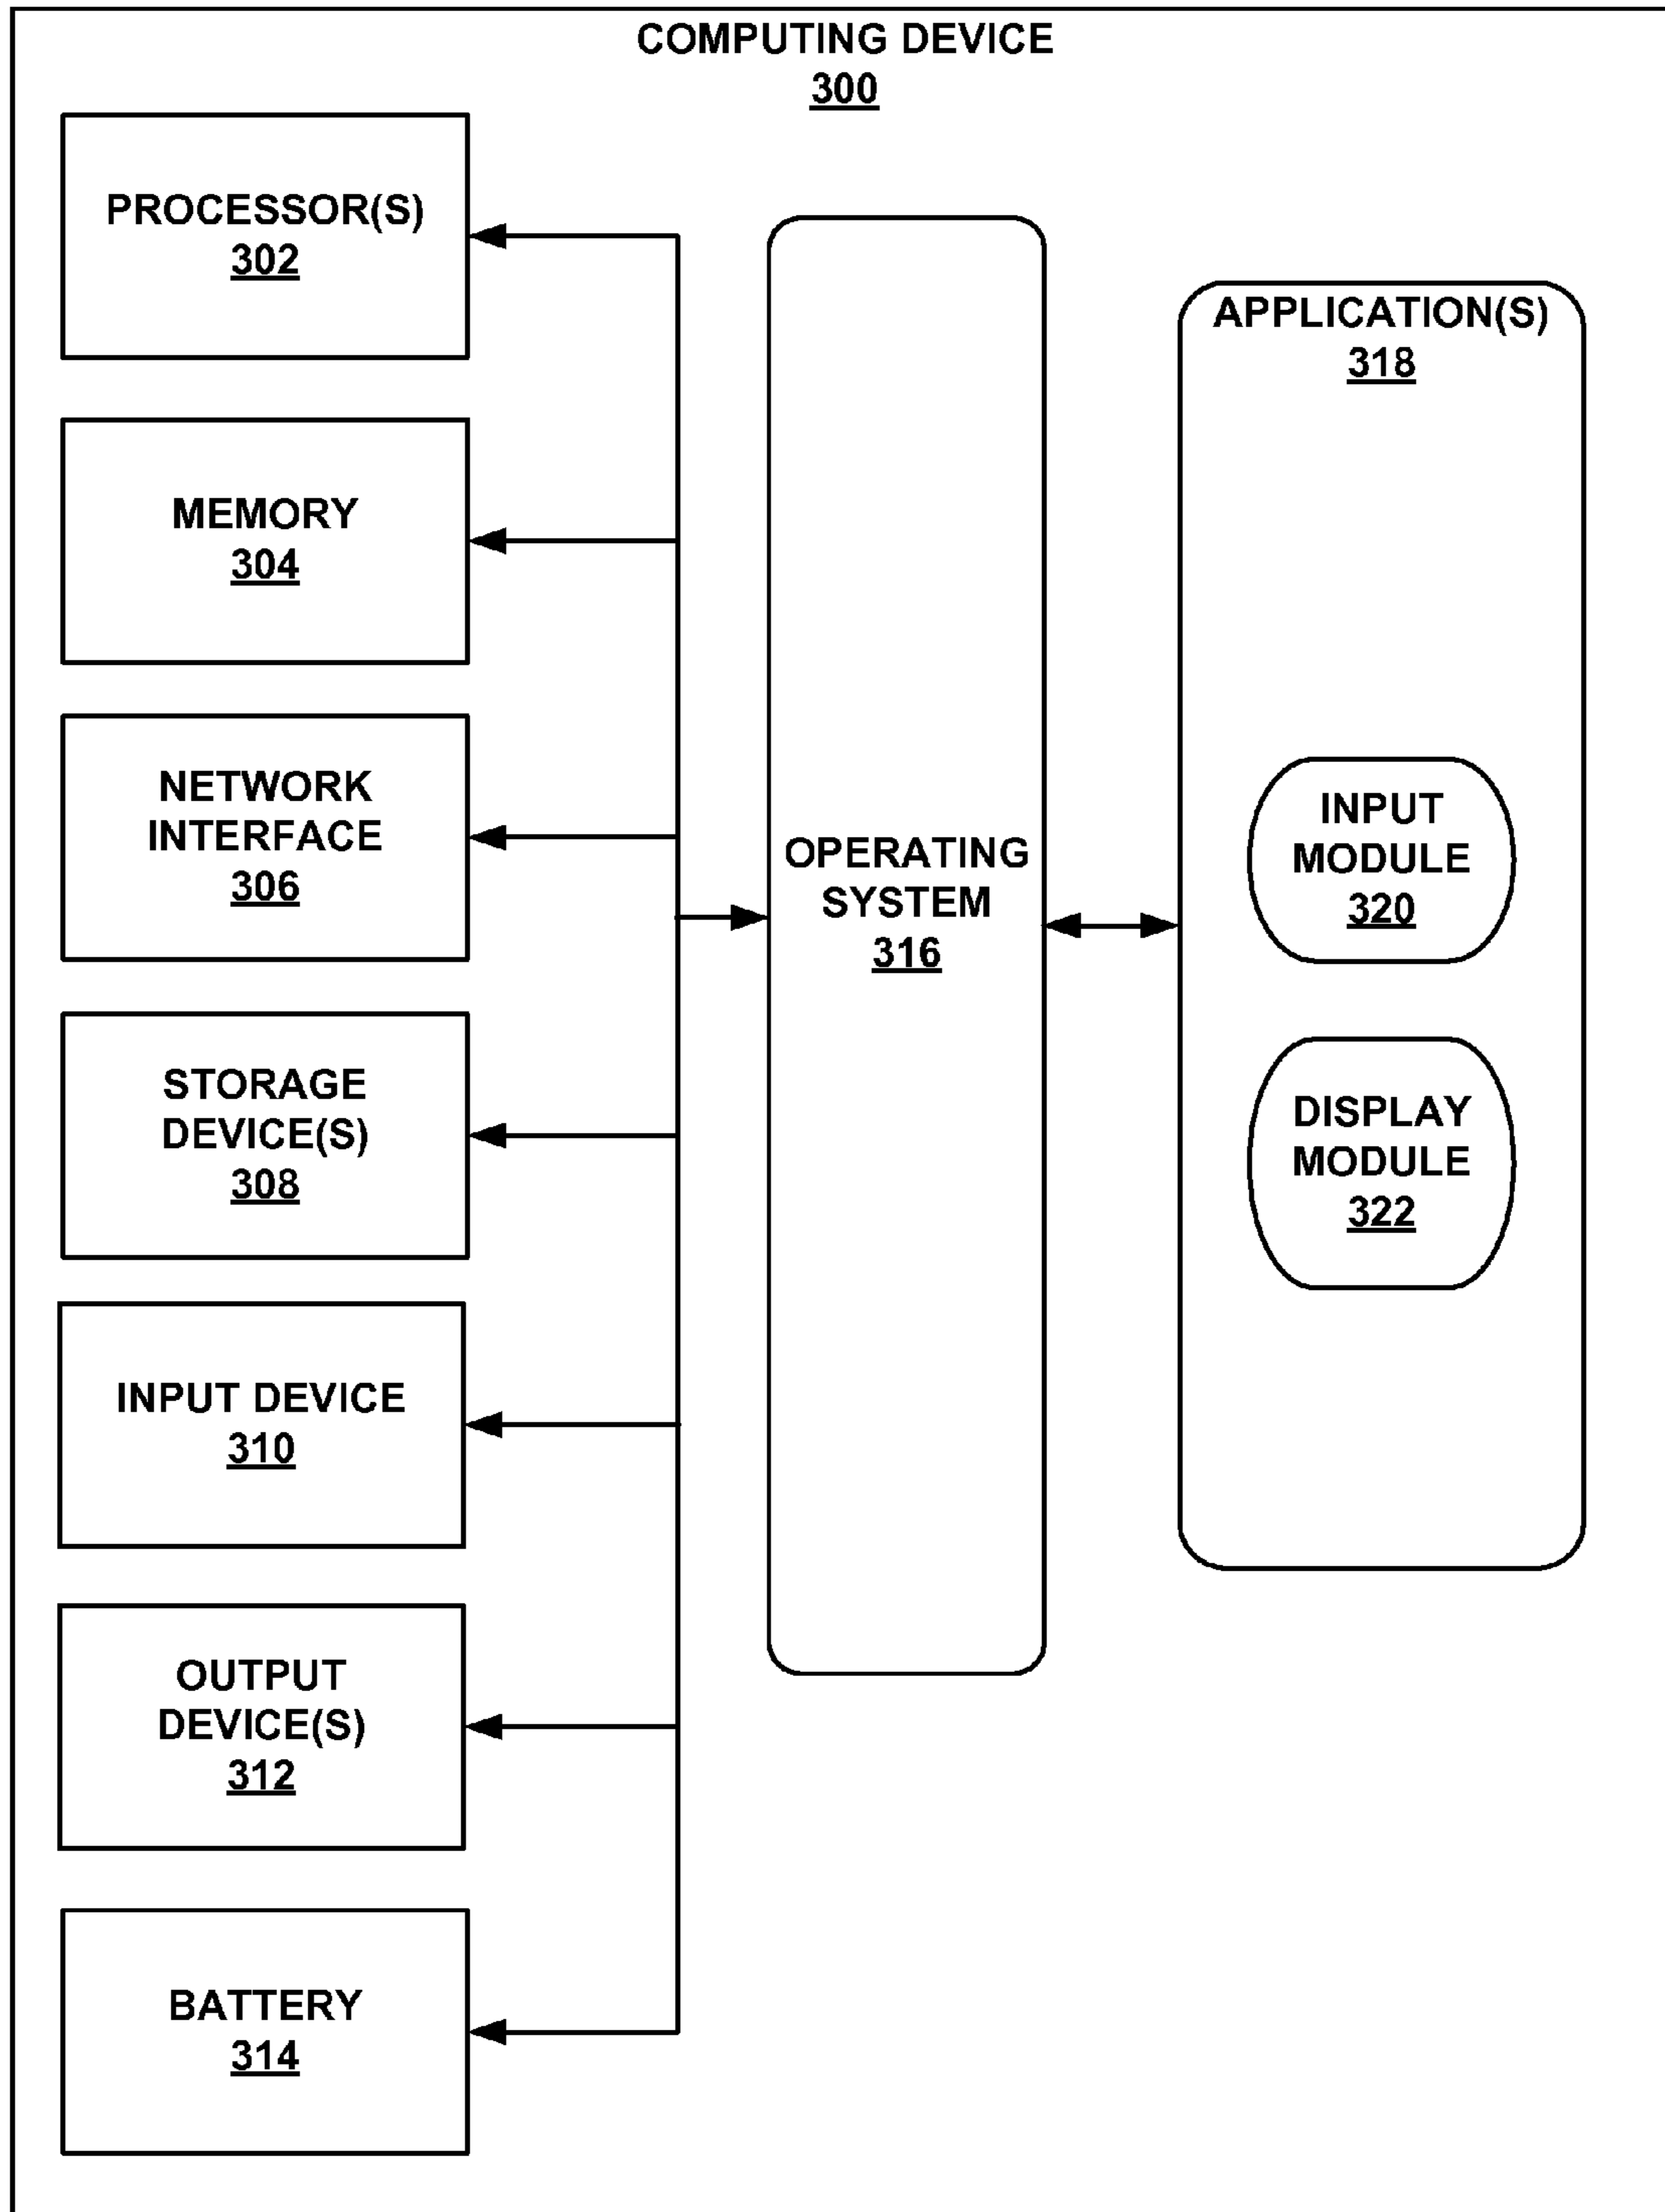 COMPUTING DEVICE
300
PROCESSOR(S)
302
MEMORY
304
NETWORK
INTERFACE
306
STORAGE
DEVICE(S)
308
INPUT DEVICE
310
OUTPUT
DEVICE(S)
312
BATTERY
314
OPERATING
SYSTEM
316
APPLICATION(S)
318
INPUT
MODULE
320
DISPLAY
MODULE
322